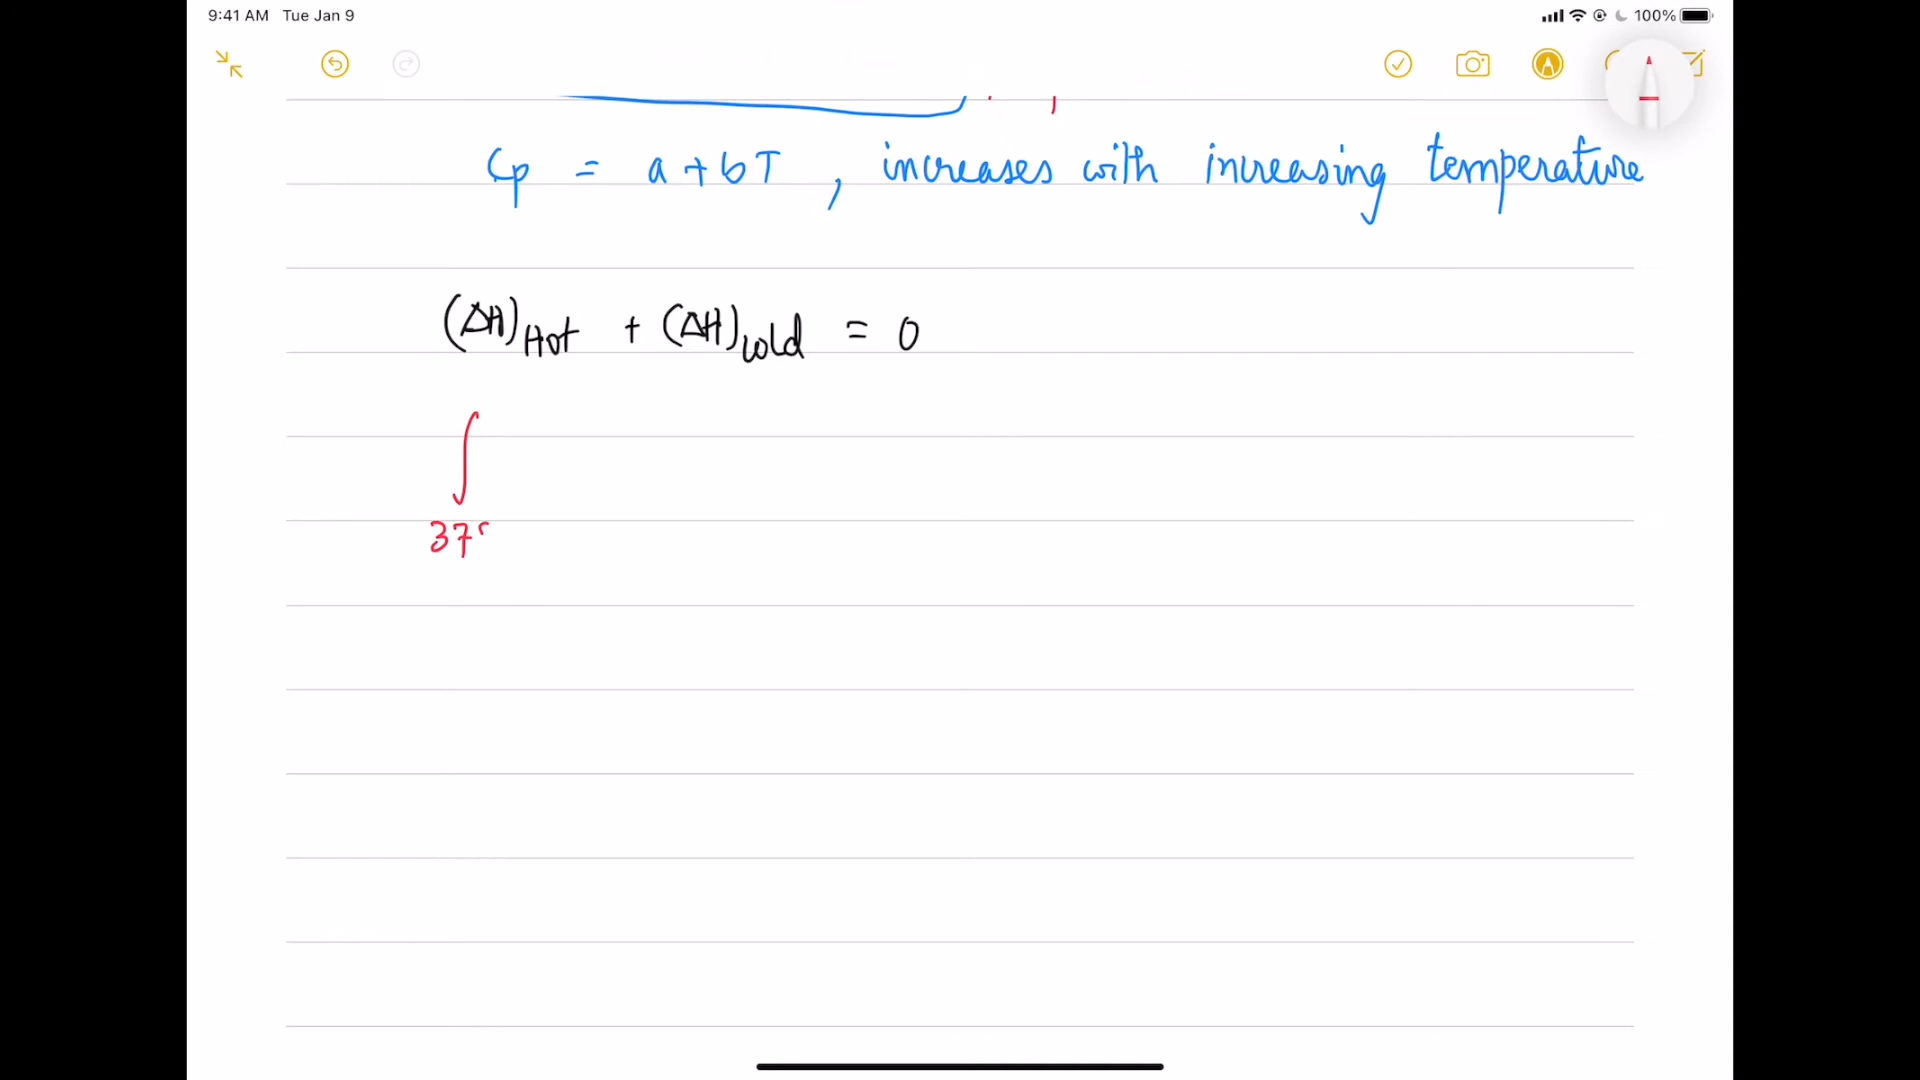 9:41 AM Tue Jan 9 100%
Cp = a + bT , increases with increasing temperature
(ΔH)Hot + (ΔH)cold = 0
∫
37